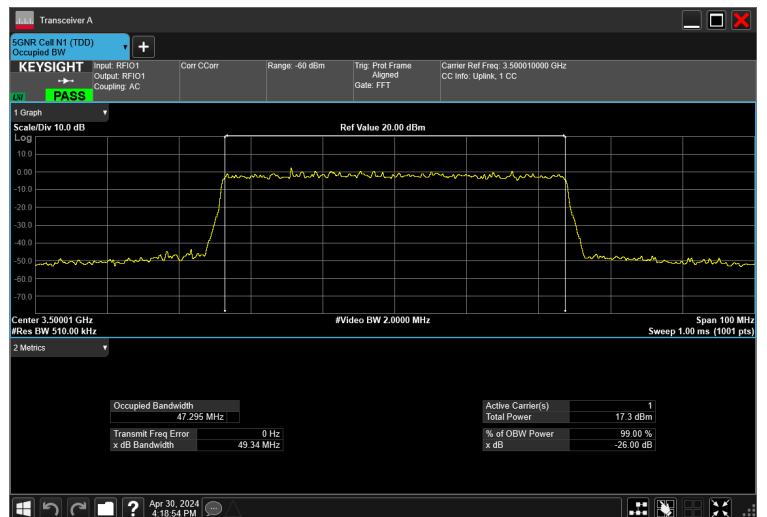 Transceiver A
5GNR Cell N1 (TDD)
Occupied BW
KEYSIGHT
LXI
PASS
Input: RFIO1
Output: RFIO1
Coupling: AC
Corr CCorr
Range: -60 dBm
Trig: Prot Frame
Aligned
Gate: FFT
Carrier Ref Freq: 3.500010000 GHz
CC Info: Uplink, 1 CC
1 Graph
Scale/Div 10.0 dB
Ref Value 20.00 dBm
Log
10.0
0.00
-10.0
-20.0
-30.0
-40.0
-50.0
-60.0
-70.0
Center 3.50001 GHz
#Video BW 2.0000 MHz
Span 100 MHz
#Res BW 510.00 kHz
Sweep 1.00 ms (1001 pts)
2 Metrics
Occupied Bandwidth
47.295 MHz
Transmit Freq Error 0 Hz
x dB Bandwidth 49.34 MHz
Active Carrier(s) 1
Total Power 17.3 dBm
% of OBW Power 99.00 %
x dB -26.00 dB
?
Apr 30, 2024
4:18:54 PM